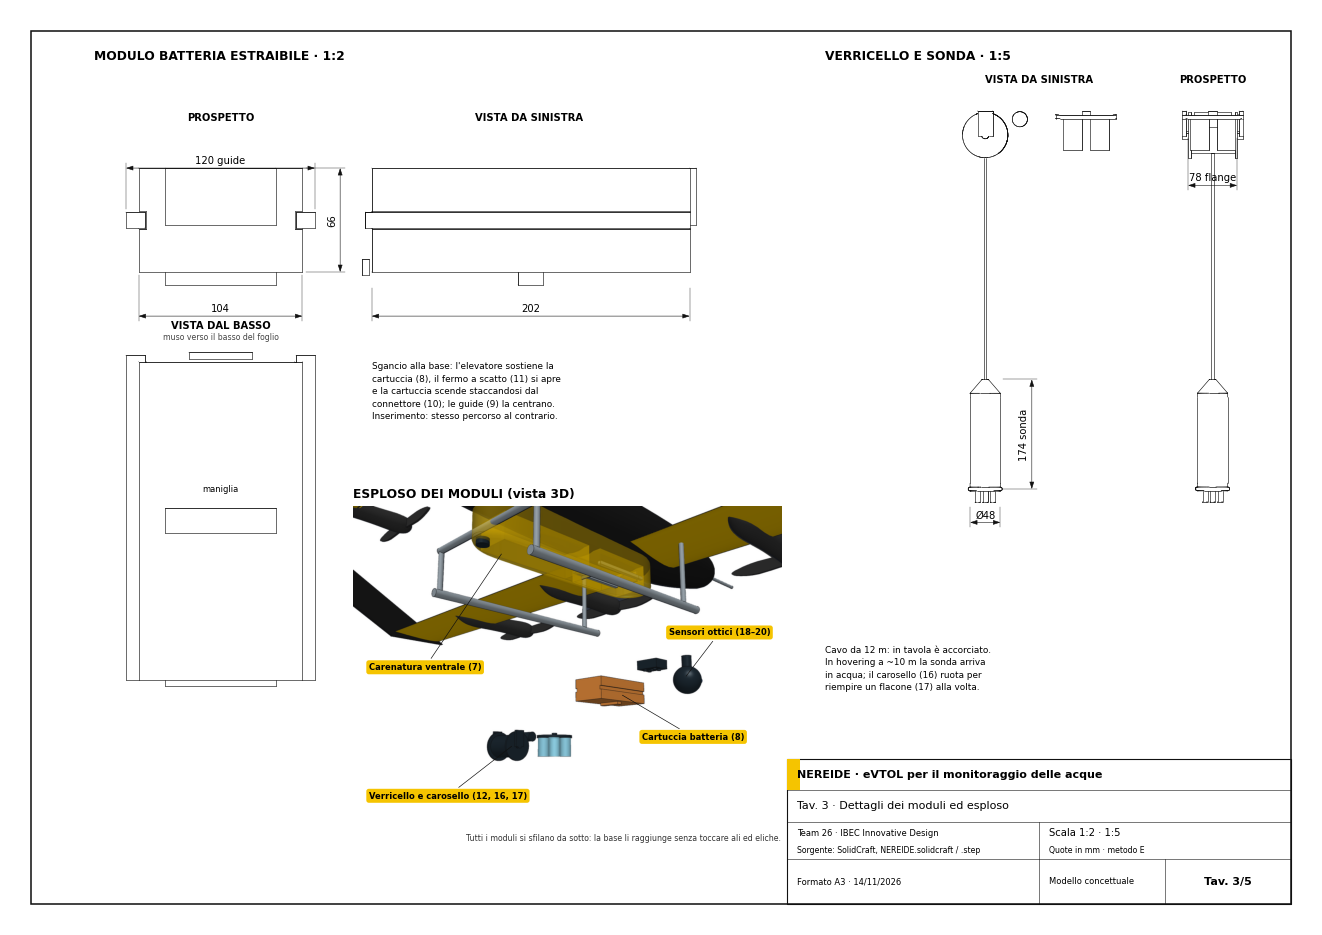 MODULO BATTERIA ESTRAIBILE · 1:2
PROSPETTO
VISTA DA SINISTRA
120 guide
66
104
202
VISTA DAL BASSO
muso verso il basso del foglio
maniglia
Sgancio alla base: l'elevatore sostiene la
cartuccia (8), il fermo a scatto (11) si apre
e la cartuccia scende staccandosi dal
connettore (10); le guide (9) la centrano.
Inserimento: stesso percorso al contrario.
ESPLOSO DEI MODULI (vista 3D)
Sensori ottici (18–20)
Carenatura ventrale (7)
Cartuccia batteria (8)
Verricello e carosello (12, 16, 17)
Tutti i moduli si sfilano da sotto: la base li raggiunge senza toccare ali ed eliche.
VERRICELLO E SONDA · 1:5
VISTA DA SINISTRA
PROSPETTO
78 flange
174 sonda
Ø48
Cavo da 12 m: in tavola è accorciato.
In hovering a ~10 m la sonda arriva
in acqua; il carosello (16) ruota per
riempire un flacone (17) alla volta.
NEREIDE · eVTOL per il monitoraggio delle acque
Tav. 3 · Dettagli dei moduli ed esploso
Team 26 · IBEC Innovative Design
Sorgente: SolidCraft, NEREIDE.solidcraft / .step
Scala 1:2 · 1:5
Quote in mm · metodo E
Formato A3 · 14/11/2026
Modello concettuale
Tav. 3/5